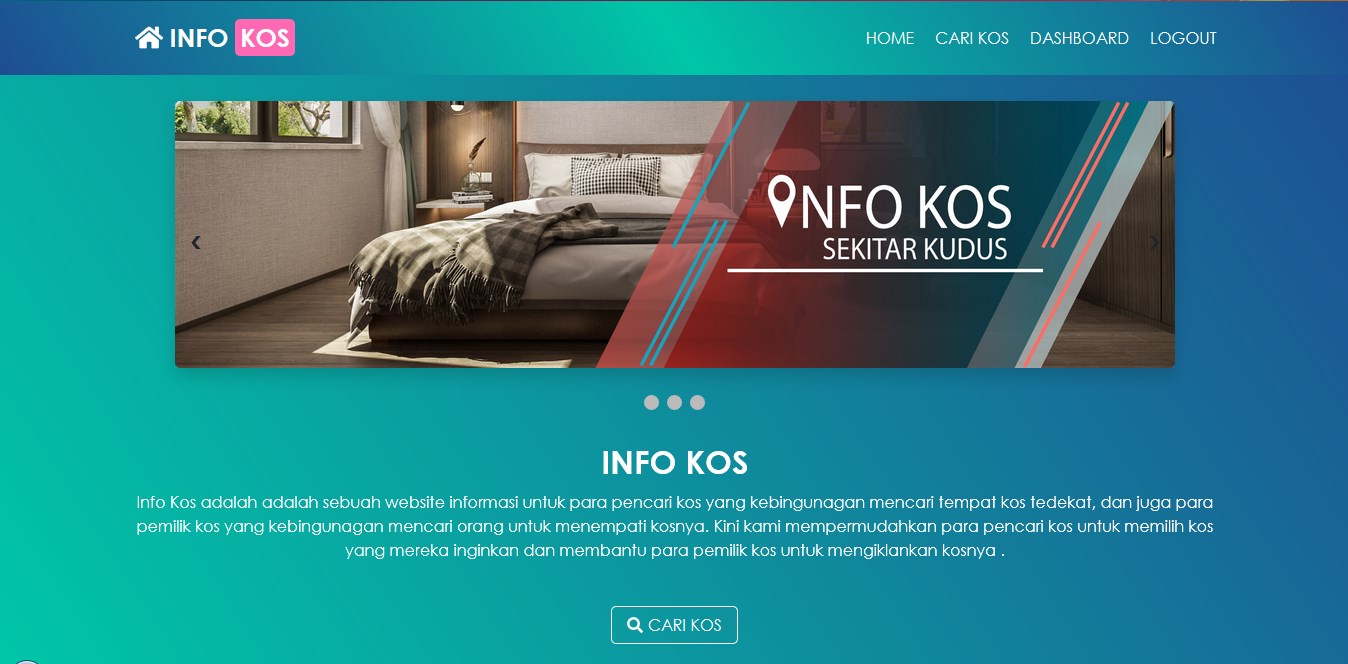 INFO KOS
HOME CARI KOS DASHBOARD LOGOUT
NFO KOS
SEKITAR KUDUS
INFO KOS
Info Kos adalah adalah sebuah website informasi untuk para pencari kos yang kebingunagan mencari tempat kos tedekat, dan juga para
pemilik kos yang kebingunagan mencari orang untuk menempati kosnya. Kini kami mempermudahkan para pencari kos untuk memilih kos
yang mereka inginkan dan membantu para pemilik kos untuk mengiklankan kosnya .
CARI KOS